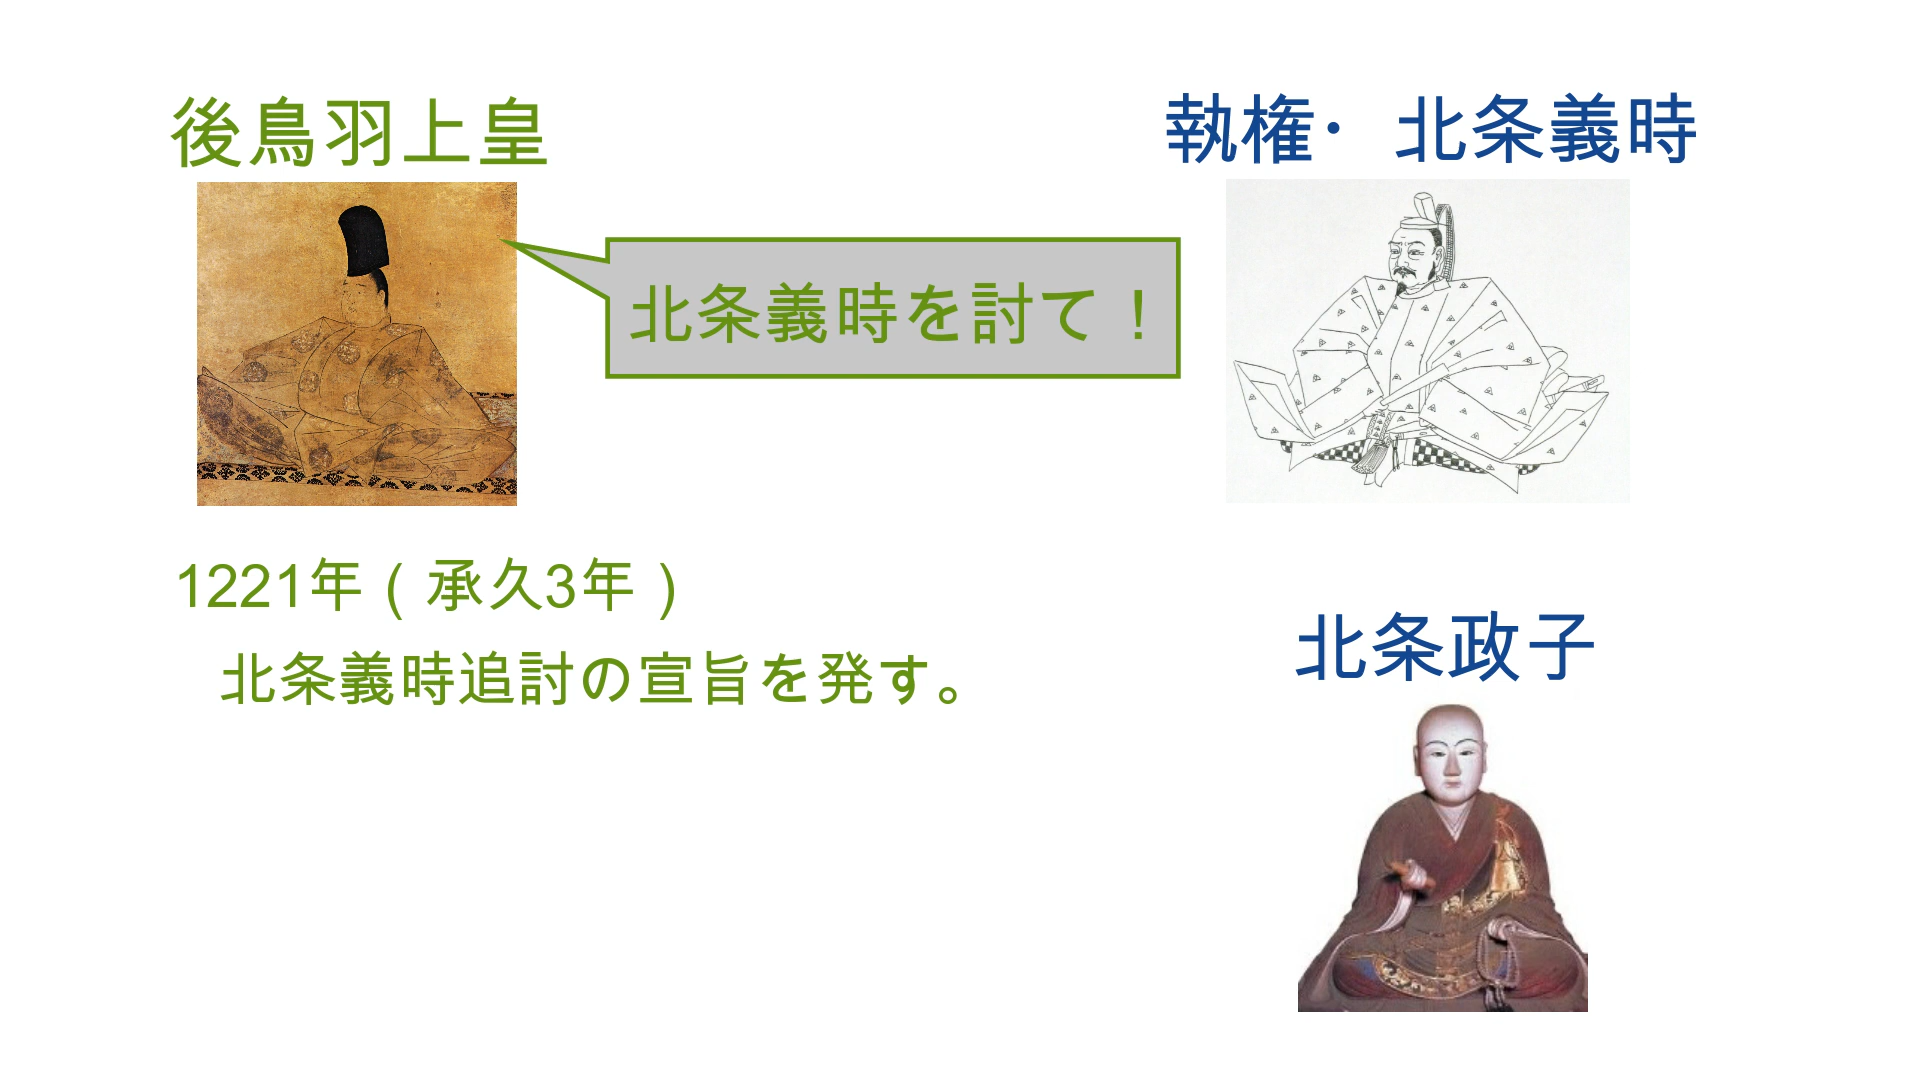 後鳥羽上皇
執権・北条義時
北条義時を討て！
1221年（承久3年）
北条義時追討の宣旨を発す。
北条政子